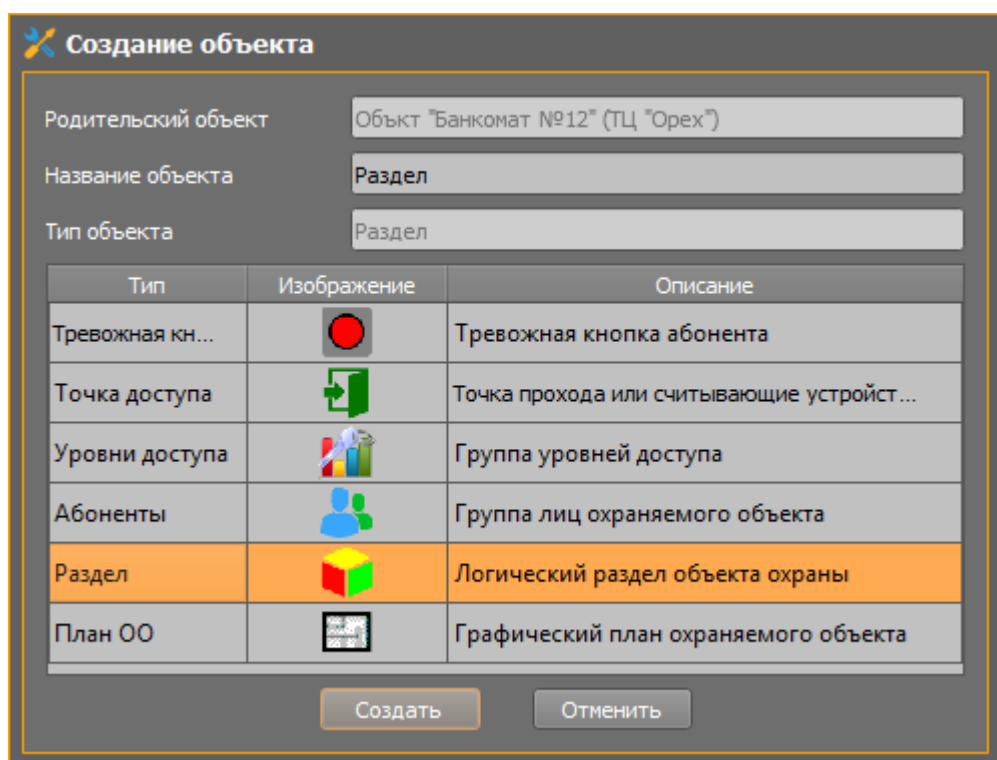 Создание объекта
Родительский объект Объкт "Банкомат №12" (ТЦ "Орех")
Название объекта Раздел
Тип объекта Раздел
Тип Изображение Описание
Тревожная кн... Тревожная кнопка абонента
Точка доступа Точка прохода или считывающие устройст...
Уровни доступа Группа уровней доступа
Абоненты Группа лиц охраняемого объекта
Раздел Логический раздел объекта охраны
План ОО Графический план охраняемого объекта
Создать Отменить